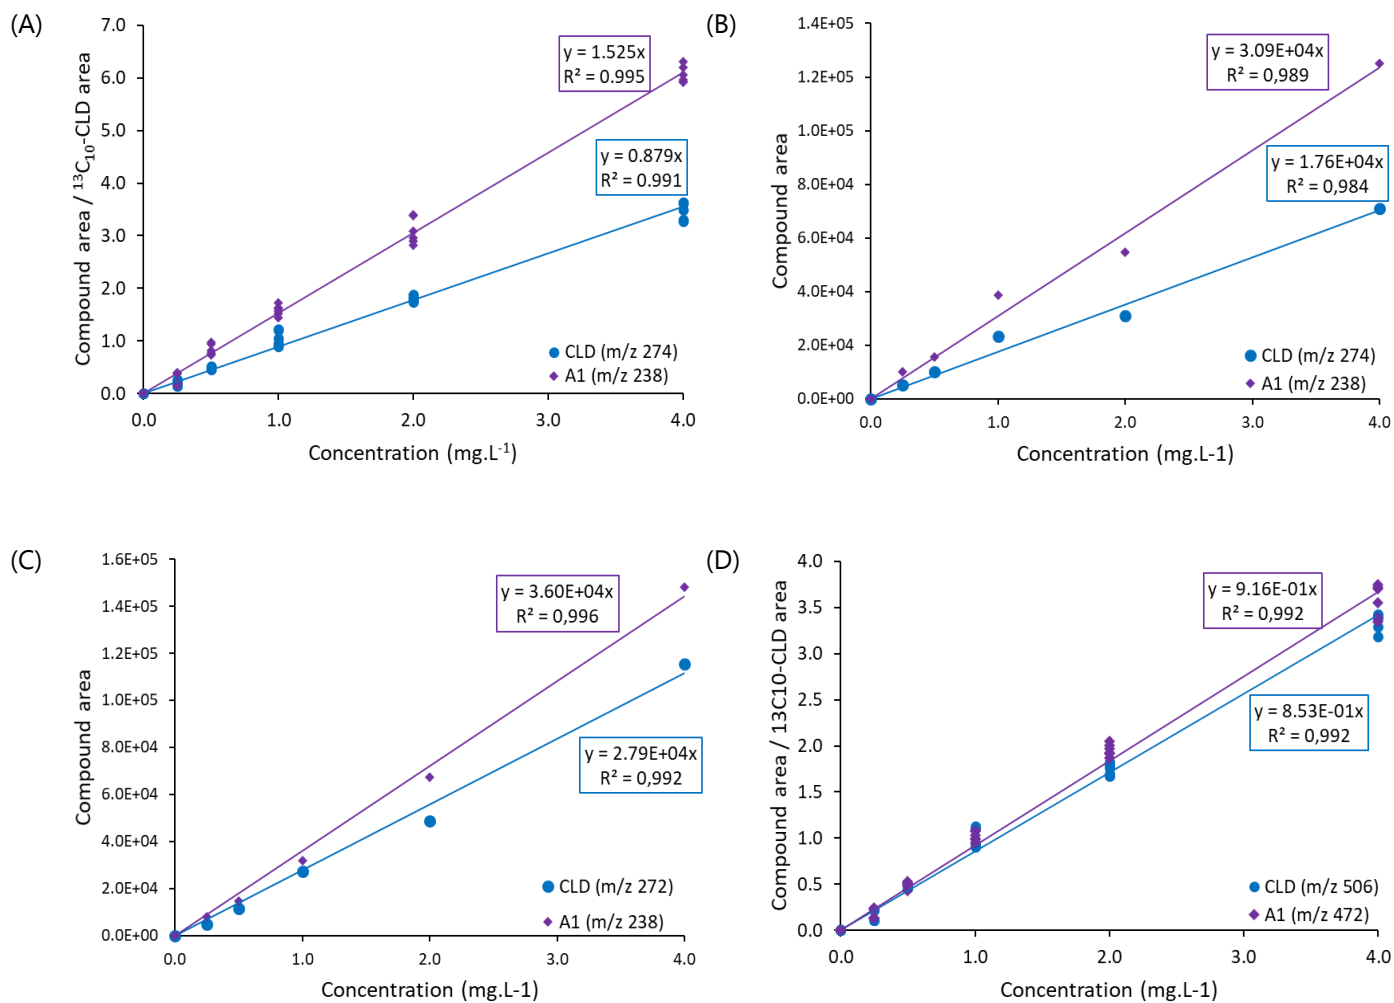 (A)
Compound area / ¹³C₁₀-CLD area
7.0
6.0
5.0
4.0
3.0
2.0
1.0
0.0
y = 1.525x
R² = 0.995
y = 0.879x
R² = 0.991
CLD (m/z 274)
A1 (m/z 238)
0.0 1.0 2.0 3.0 4.0
Concentration (mg.L⁻¹)
(B)
Compound area
1.4E+05
1.2E+05
1.0E+05
8.0E+04
6.0E+04
4.0E+04
2.0E+04
0.0E+00
y = 3.09E+04x
R² = 0,989
y = 1.76E+04x
R² = 0,984
CLD (m/z 274)
A1 (m/z 238)
0.0 1.0 2.0 3.0 4.0
Concentration (mg.L-1)
(C)
Compound area
1.6E+05
1.4E+05
1.2E+05
1.0E+05
8.0E+04
6.0E+04
4.0E+04
2.0E+04
0.0E+00
y = 3.60E+04x
R² = 0,996
y = 2.79E+04x
R² = 0,992
CLD (m/z 272)
A1 (m/z 238)
0.0 1.0 2.0 3.0 4.0
Concentration (mg.L-1)
(D)
Compound area / 13C10-CLD area
4.0
3.5
3.0
2.5
2.0
1.5
1.0
0.5
0.0
y = 9.16E-01x
R² = 0,992
y = 8.53E-01x
R² = 0,992
CLD (m/z 506)
A1 (m/z 472)
0.0 1.0 2.0 3.0 4.0
Concentration (mg.L-1)